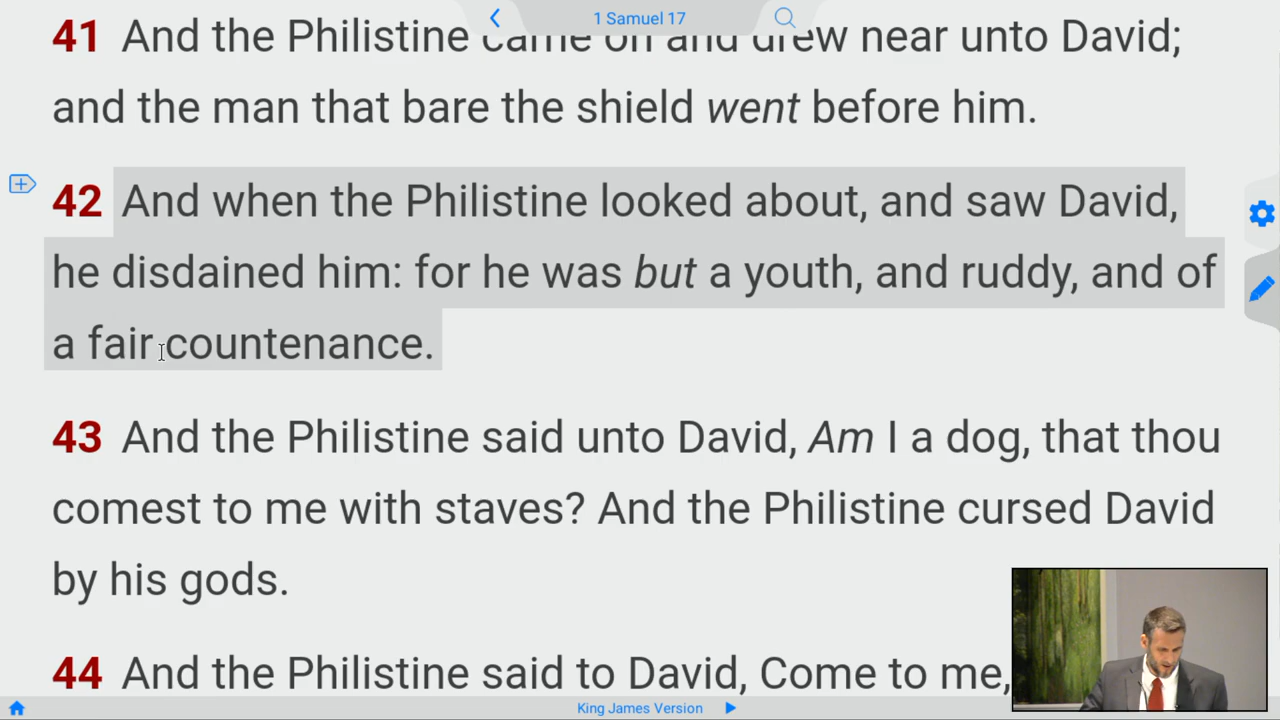 1 Samuel 17
41 And the Philistine came on and drew near unto David;
and the man that bare the shield went before him.
42 And when the Philistine looked about, and saw David,
he disdained him: for he was but a youth, and ruddy, and of
a fair countenance.
43 And the Philistine said unto David, Am I a dog, that thou
comest to me with staves? And the Philistine cursed David
by his gods.
44 And the Philistine said to David, Come to me,
King James Version